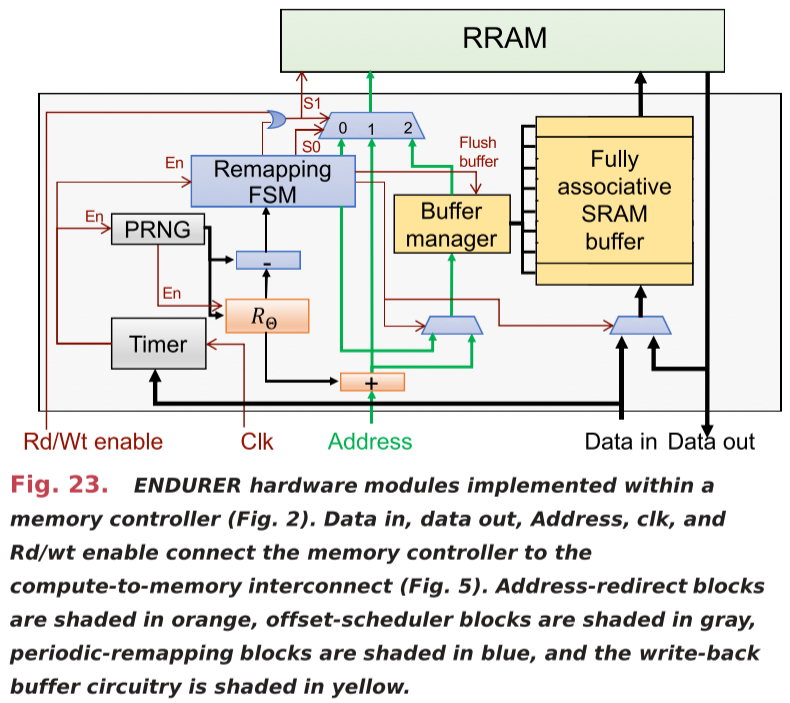 RRAM
S1
0 1 2
S0
En
Remapping
FSM
Flush
buffer
Fully
associative
SRAM
buffer
En
PRNG
Buffer
manager
-
En
RΘ
Timer
+
Rd/Wt enable
Clk
Address
Data in
Data out
Fig. 23. ENDURER hardware modules implemented within a
memory controller (Fig. 2). Data in, data out, Address, clk, and
Rd/wt enable connect the memory controller to the
compute-to-memory interconnect (Fig. 5). Address-redirect blocks
are shaded in orange, offset-scheduler blocks are shaded in gray,
periodic-remapping blocks are shaded in blue, and the write-back
buffer circuitry is shaded in yellow.